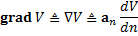 grad V ≜ ∇V ≜ aₙ dV/dn